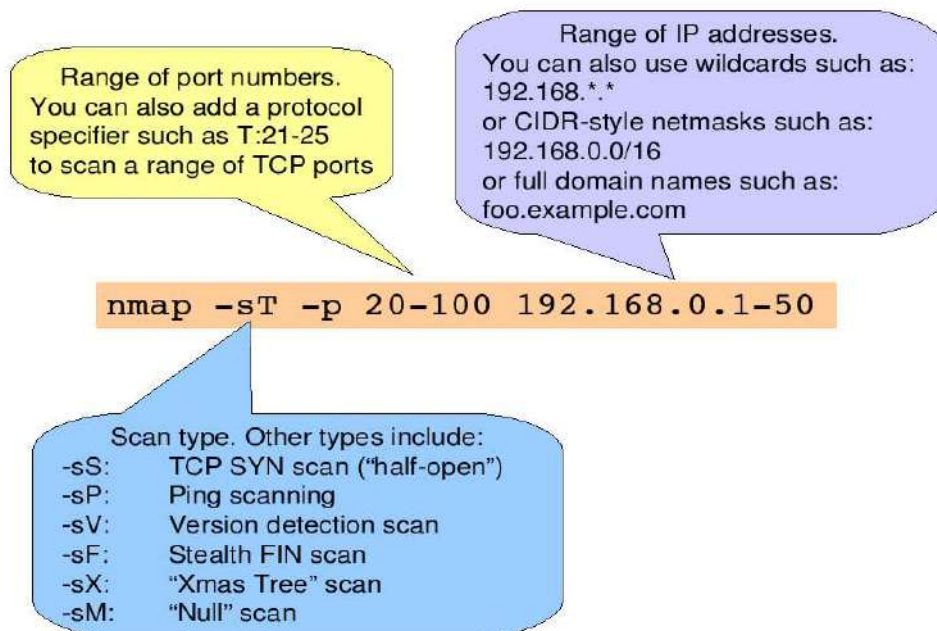 Range of port numbers.
You can also add a protocol
specifier such as T:21-25
to scan a range of TCP ports
Range of IP addresses.
You can also use wildcards such as:
192.168.*.*
or CIDR-style netmasks such as:
192.168.0.0/16
or full domain names such as:
foo.example.com
nmap -sT -p 20-100 192.168.0.1-50
Scan type. Other types include:
-sS: TCP SYN scan (“half-open”)
-sP: Ping scanning
-sV: Version detection scan
-sF: Stealth FIN scan
-sX: “Xmas Tree” scan
-sM: “Null” scan